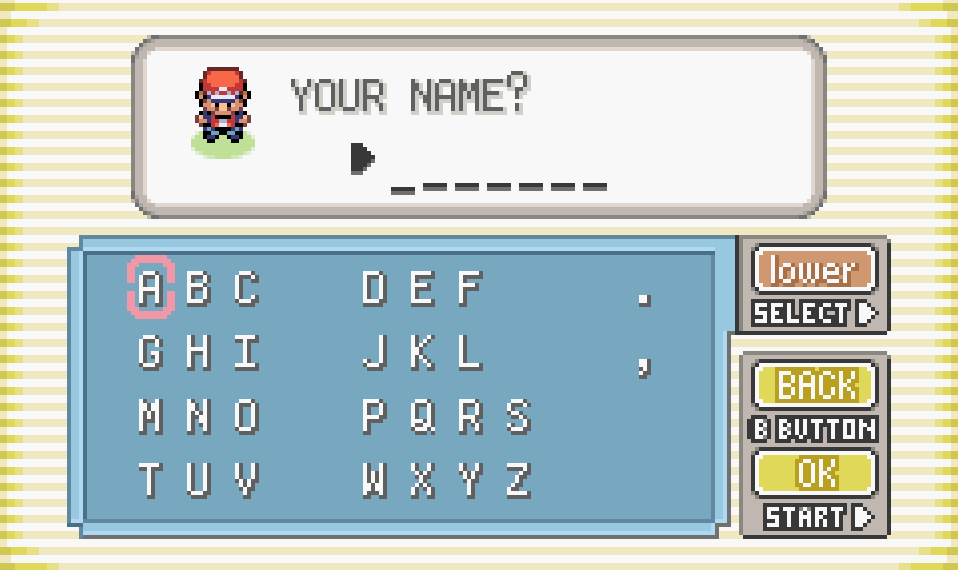 YOUR NAME?
_ _ _ _ _ _ _
A B C D E F .
G H I J K L ,
M N O P Q R S
T U V W X Y Z
lower
SELECT
BACK
B BUTTON
OK
START